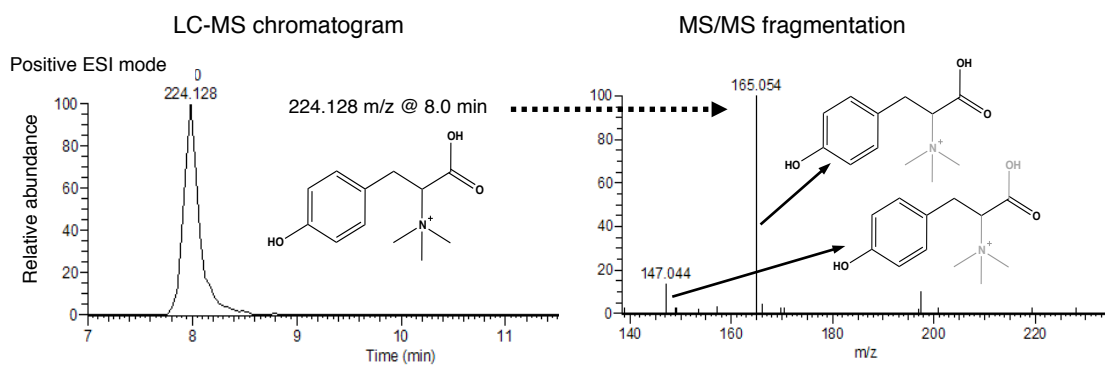 LC-MS chromatogram
MS/MS fragmentation
Positive ESI mode
0
224.128
224.128 m/z @ 8.0 min
165.054
147.044
Relative abundance
100
80
60
40
20
0
7
8
9
10
11
Time (min)
100
80
60
40
20
0
140
160
180
200
220
m/z
OH
O
N+
HO
OH
O
N+
HO
OH
O
N+
HO